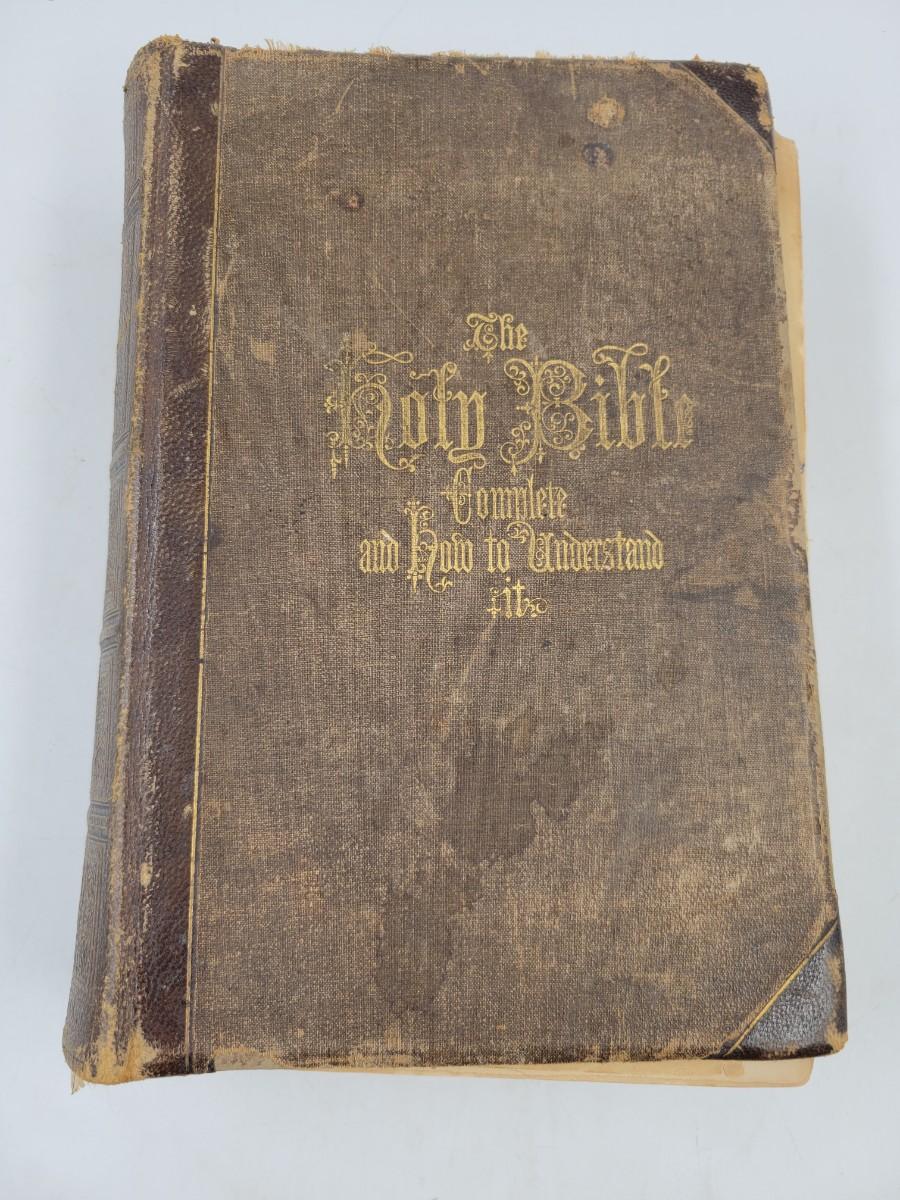 The
Holy Bible
Complete
and How to Understand
it